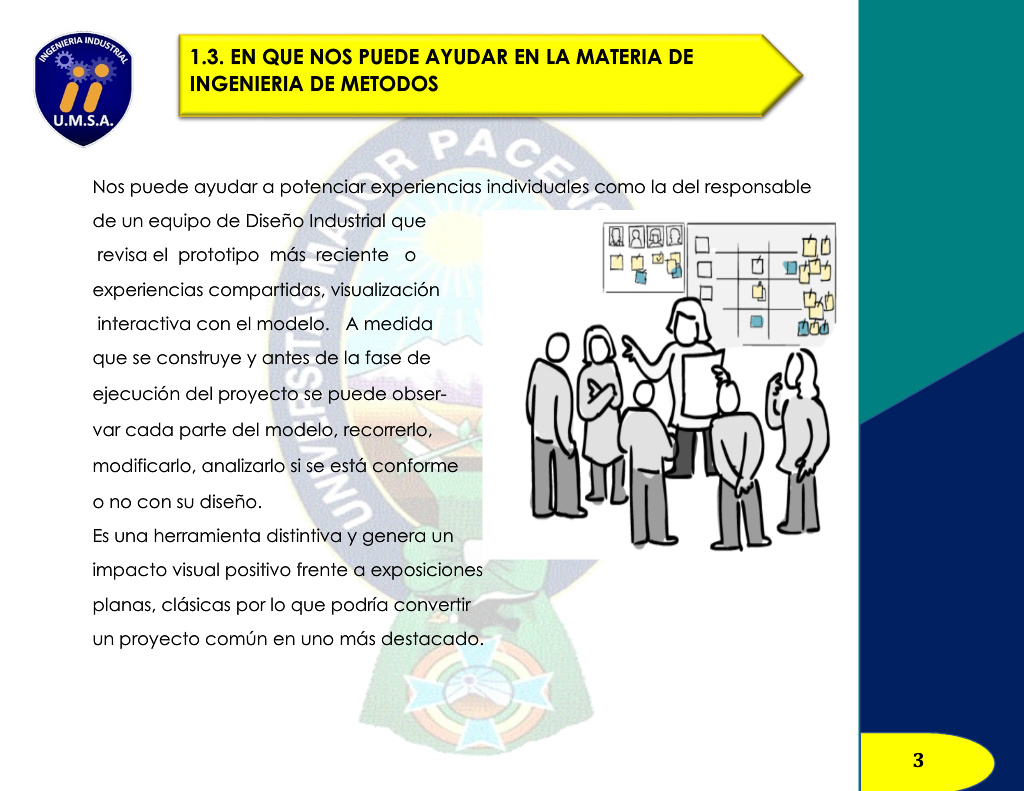 INGENIERIA INDUSTRIAL
U.M.S.A.
1.3. EN QUE NOS PUEDE AYUDAR EN LA MATERIA DE
INGENIERIA DE METODOS
Nos puede ayudar a potenciar experiencias individuales como la del responsable
de un equipo de Diseño Industrial que
revisa el prototipo más reciente o
experiencias compartidas, visualización
interactiva con el modelo. A medida
que se construye y antes de la fase de
ejecución del proyecto se puede obser-
var cada parte del modelo, recorrerlo,
modificarlo, analizarlo si se está conforme
o no con su diseño.
Es una herramienta distintiva y genera un
impacto visual positivo frente a exposiciones
planas, clásicas por lo que podría convertir
un proyecto común en uno más destacado.
3